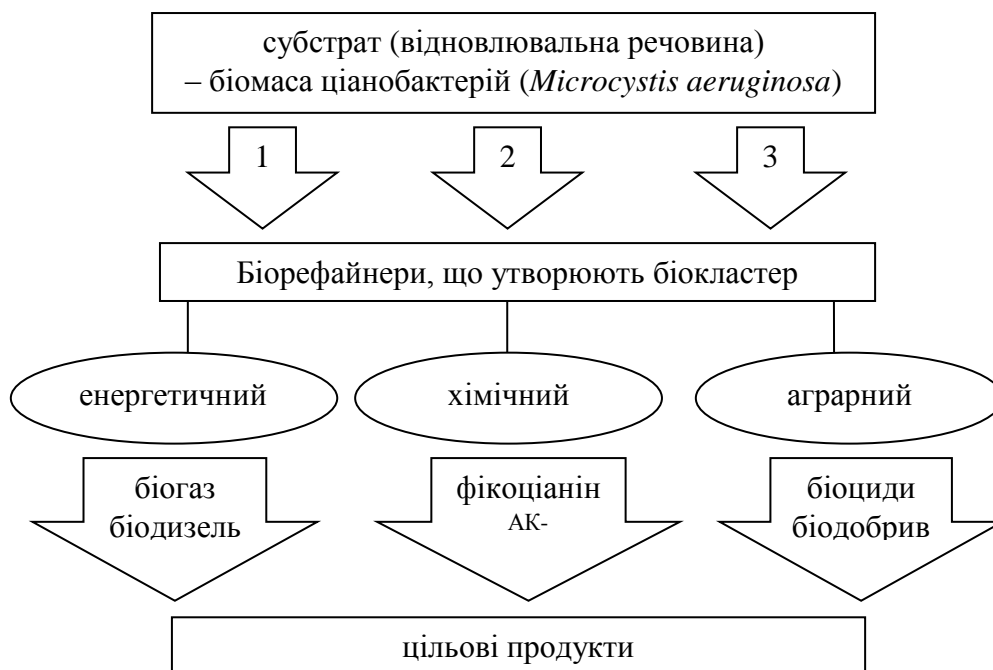 субстрат (відновлювальна речовина)
– біомаса ціанобактерій (Microcystis aeruginosa)
1 2 3
Біорефайнери, що утворюють біокластер
енергетичний хімічний аграрний
біогаз фікоціанін біоциди
біодизель АК- біодобрив
цільові продукти